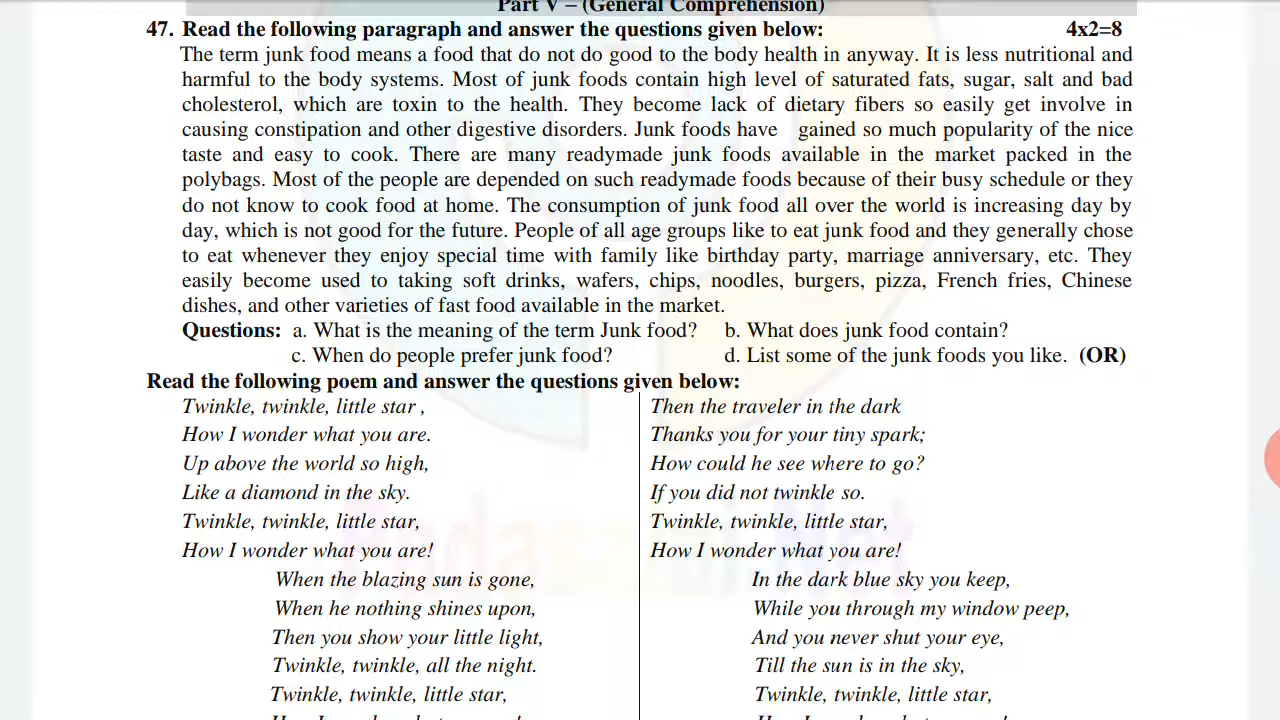 Part V – (General Comprehension)
47. Read the following paragraph and answer the questions given below: 4x2=8
The term junk food means a food that do not do good to the body health in anyway. It is less nutritional and
harmful to the body systems. Most of junk foods contain high level of saturated fats, sugar, salt and bad
cholesterol, which are toxin to the health. They become lack of dietary fibers so easily get involve in
causing constipation and other digestive disorders. Junk foods have gained so much popularity of the nice
taste and easy to cook. There are many readymade junk foods available in the market packed in the
polybags. Most of the people are depended on such readymade foods because of their busy schedule or they
do not know to cook food at home. The consumption of junk food all over the world is increasing day by
day, which is not good for the future. People of all age groups like to eat junk food and they generally chose
to eat whenever they enjoy special time with family like birthday party, marriage anniversary, etc. They
easily become used to taking soft drinks, wafers, chips, noodles, burgers, pizza, French fries, Chinese
dishes, and other varieties of fast food available in the market.
Questions: a. What is the meaning of the term Junk food? b. What does junk food contain?
c. When do people prefer junk food? d. List some of the junk foods you like. (OR)
Read the following poem and answer the questions given below:
Twinkle, twinkle, little star ,
How I wonder what you are.
Up above the world so high,
Like a diamond in the sky.
Twinkle, twinkle, little star,
How I wonder what you are!
When the blazing sun is gone,
When he nothing shines upon,
Then you show your little light,
Twinkle, twinkle, all the night.
Twinkle, twinkle, little star,
Then the traveler in the dark
Thanks you for your tiny spark;
How could he see where to go?
If you did not twinkle so.
Twinkle, twinkle, little star,
How I wonder what you are!
In the dark blue sky you keep,
While you through my window peep,
And you never shut your eye,
Till the sun is in the sky,
Twinkle, twinkle, little star,